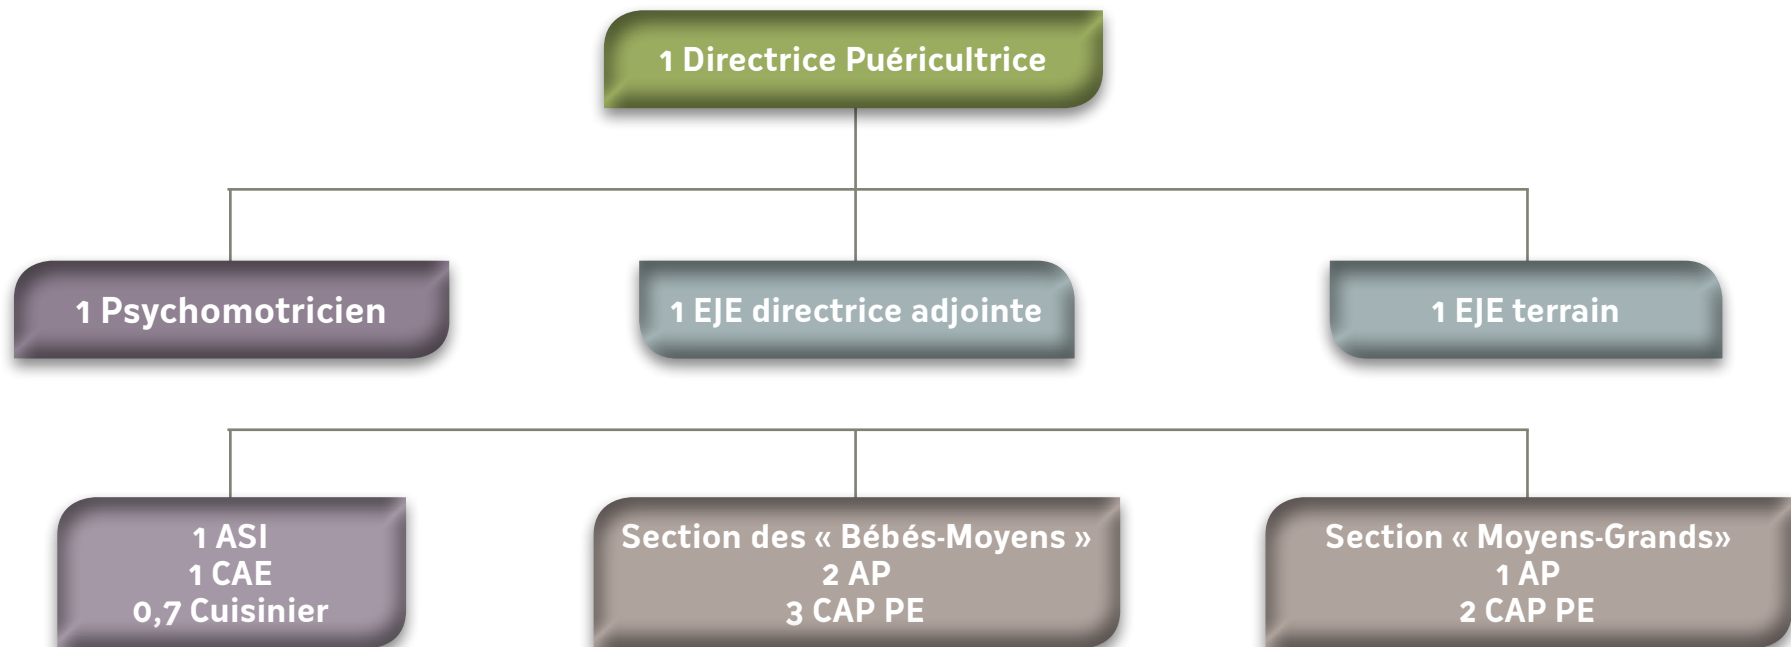 1 Directrice Puéricultrice
1 Psychomotricien
1 EJE directrice adjointe
1 EJE terrain
1 ASI
1 CAE
0,7 Cuisinier
Section des « Bébés-Moyens »
2 AP
3 CAP PE
Section « Moyens-Grands»
1 AP
2 CAP PE